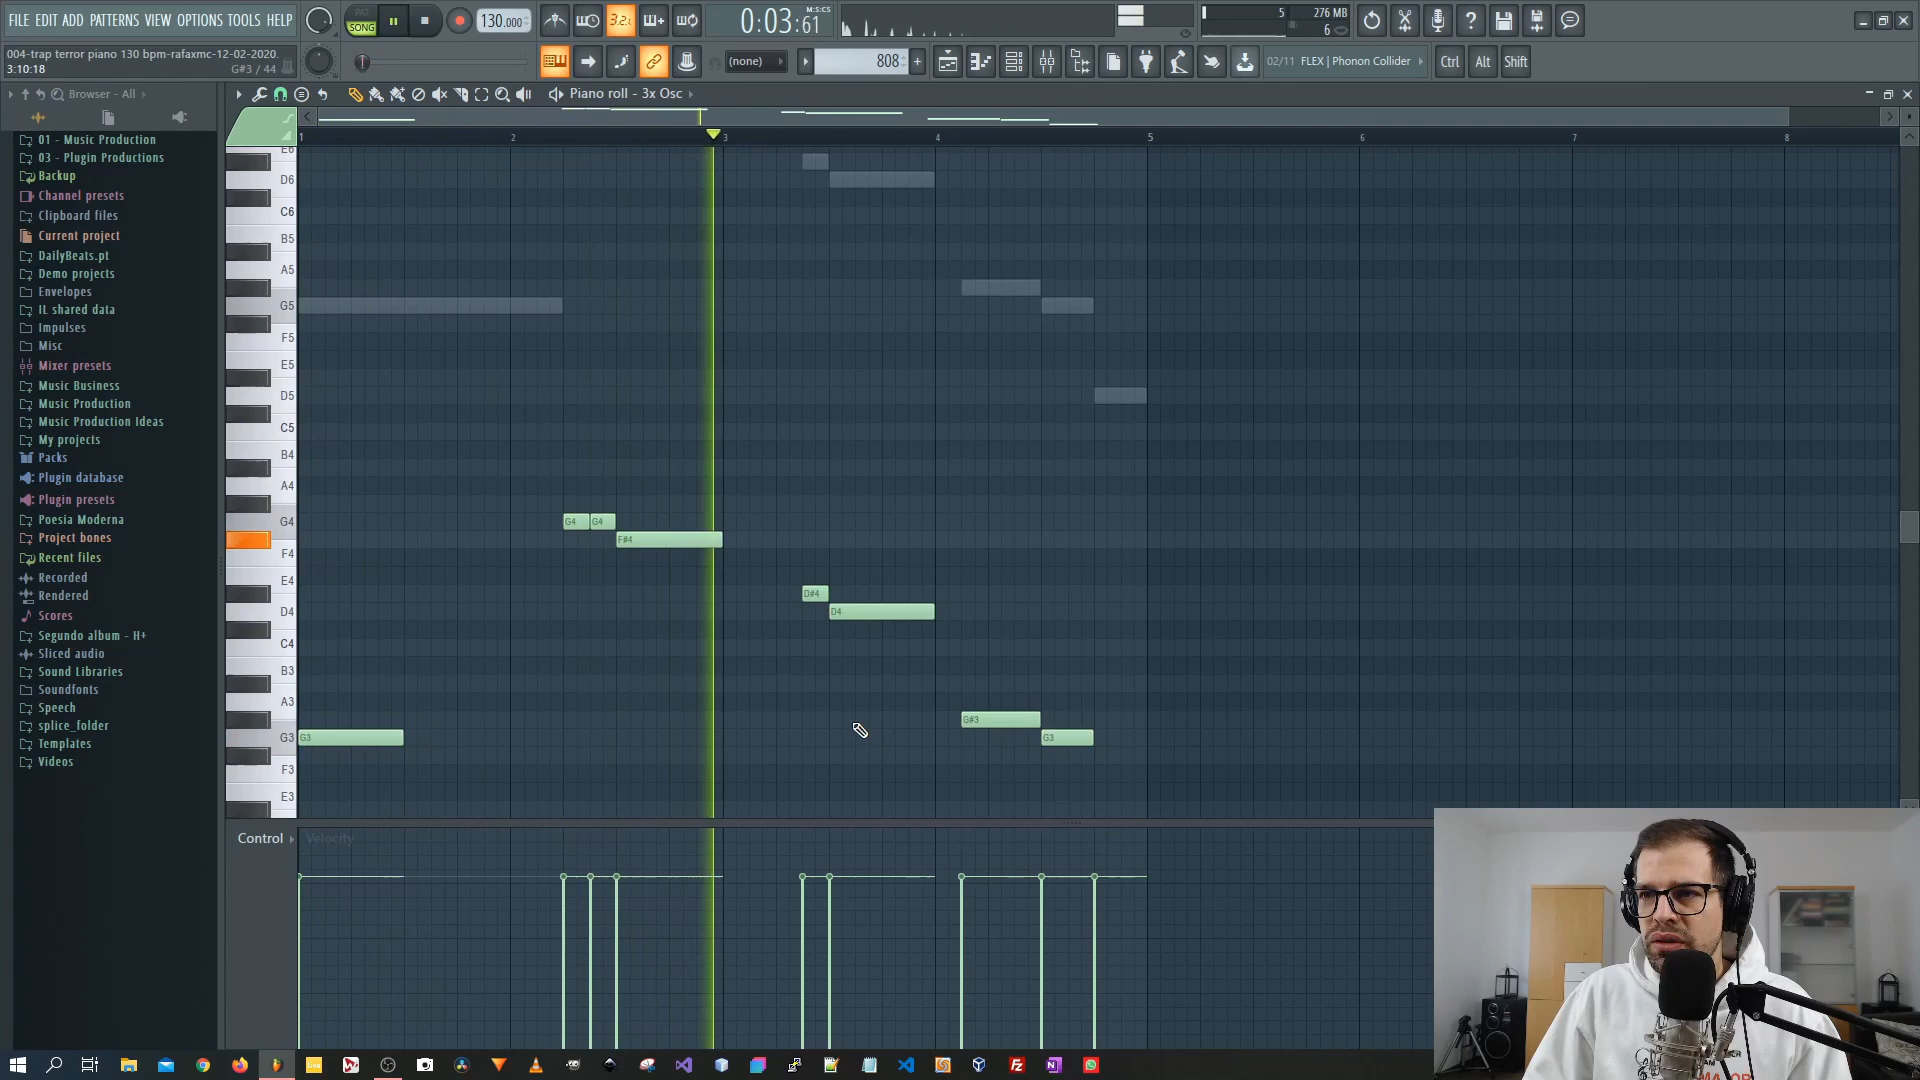 FILE EDIT ADD PATTERNS VIEW OPTIONS TOOLS HELP
PAT
SONG
130.000
3.2.
0:03:61
M:S:CS
5
276 MB
6
004-trap terror piano 130 bpm-rafaxmc-12-02-2020.
3:10:18
G#3 / 44
(none)
808
02/11 FLEX | Phonon Collider
Ctrl
Alt
Shift
Browser - All
Piano roll - 3x Osc
1
2
3
4
5
6
7
8
01 - Music Production
03 - Plugin Productions
Backup
Channel presets
Clipboard files
Current project
DailyBeats.pt
Demo projects
Envelopes
IL shared data
Impulses
Misc
Mixer presets
Music Business
Music Production
Music Production Ideas
My projects
Packs
Plugin database
Plugin presets
Poesia Moderna
Project bones
Recent files
Recorded
Rendered
Scores
Segundo album - H+
Sliced audio
Sound Libraries
Soundfonts
Speech
splice_folder
Templates
Videos
E6
D6
C6
B5
A5
G5
F5
E5
D5
C5
B4
A4
G4
F4
E4
D4
C4
B3
A3
G3
F3
E3
G4
G4
F#4
D#4
D4
G#3
G3
G3
Control
Velocity